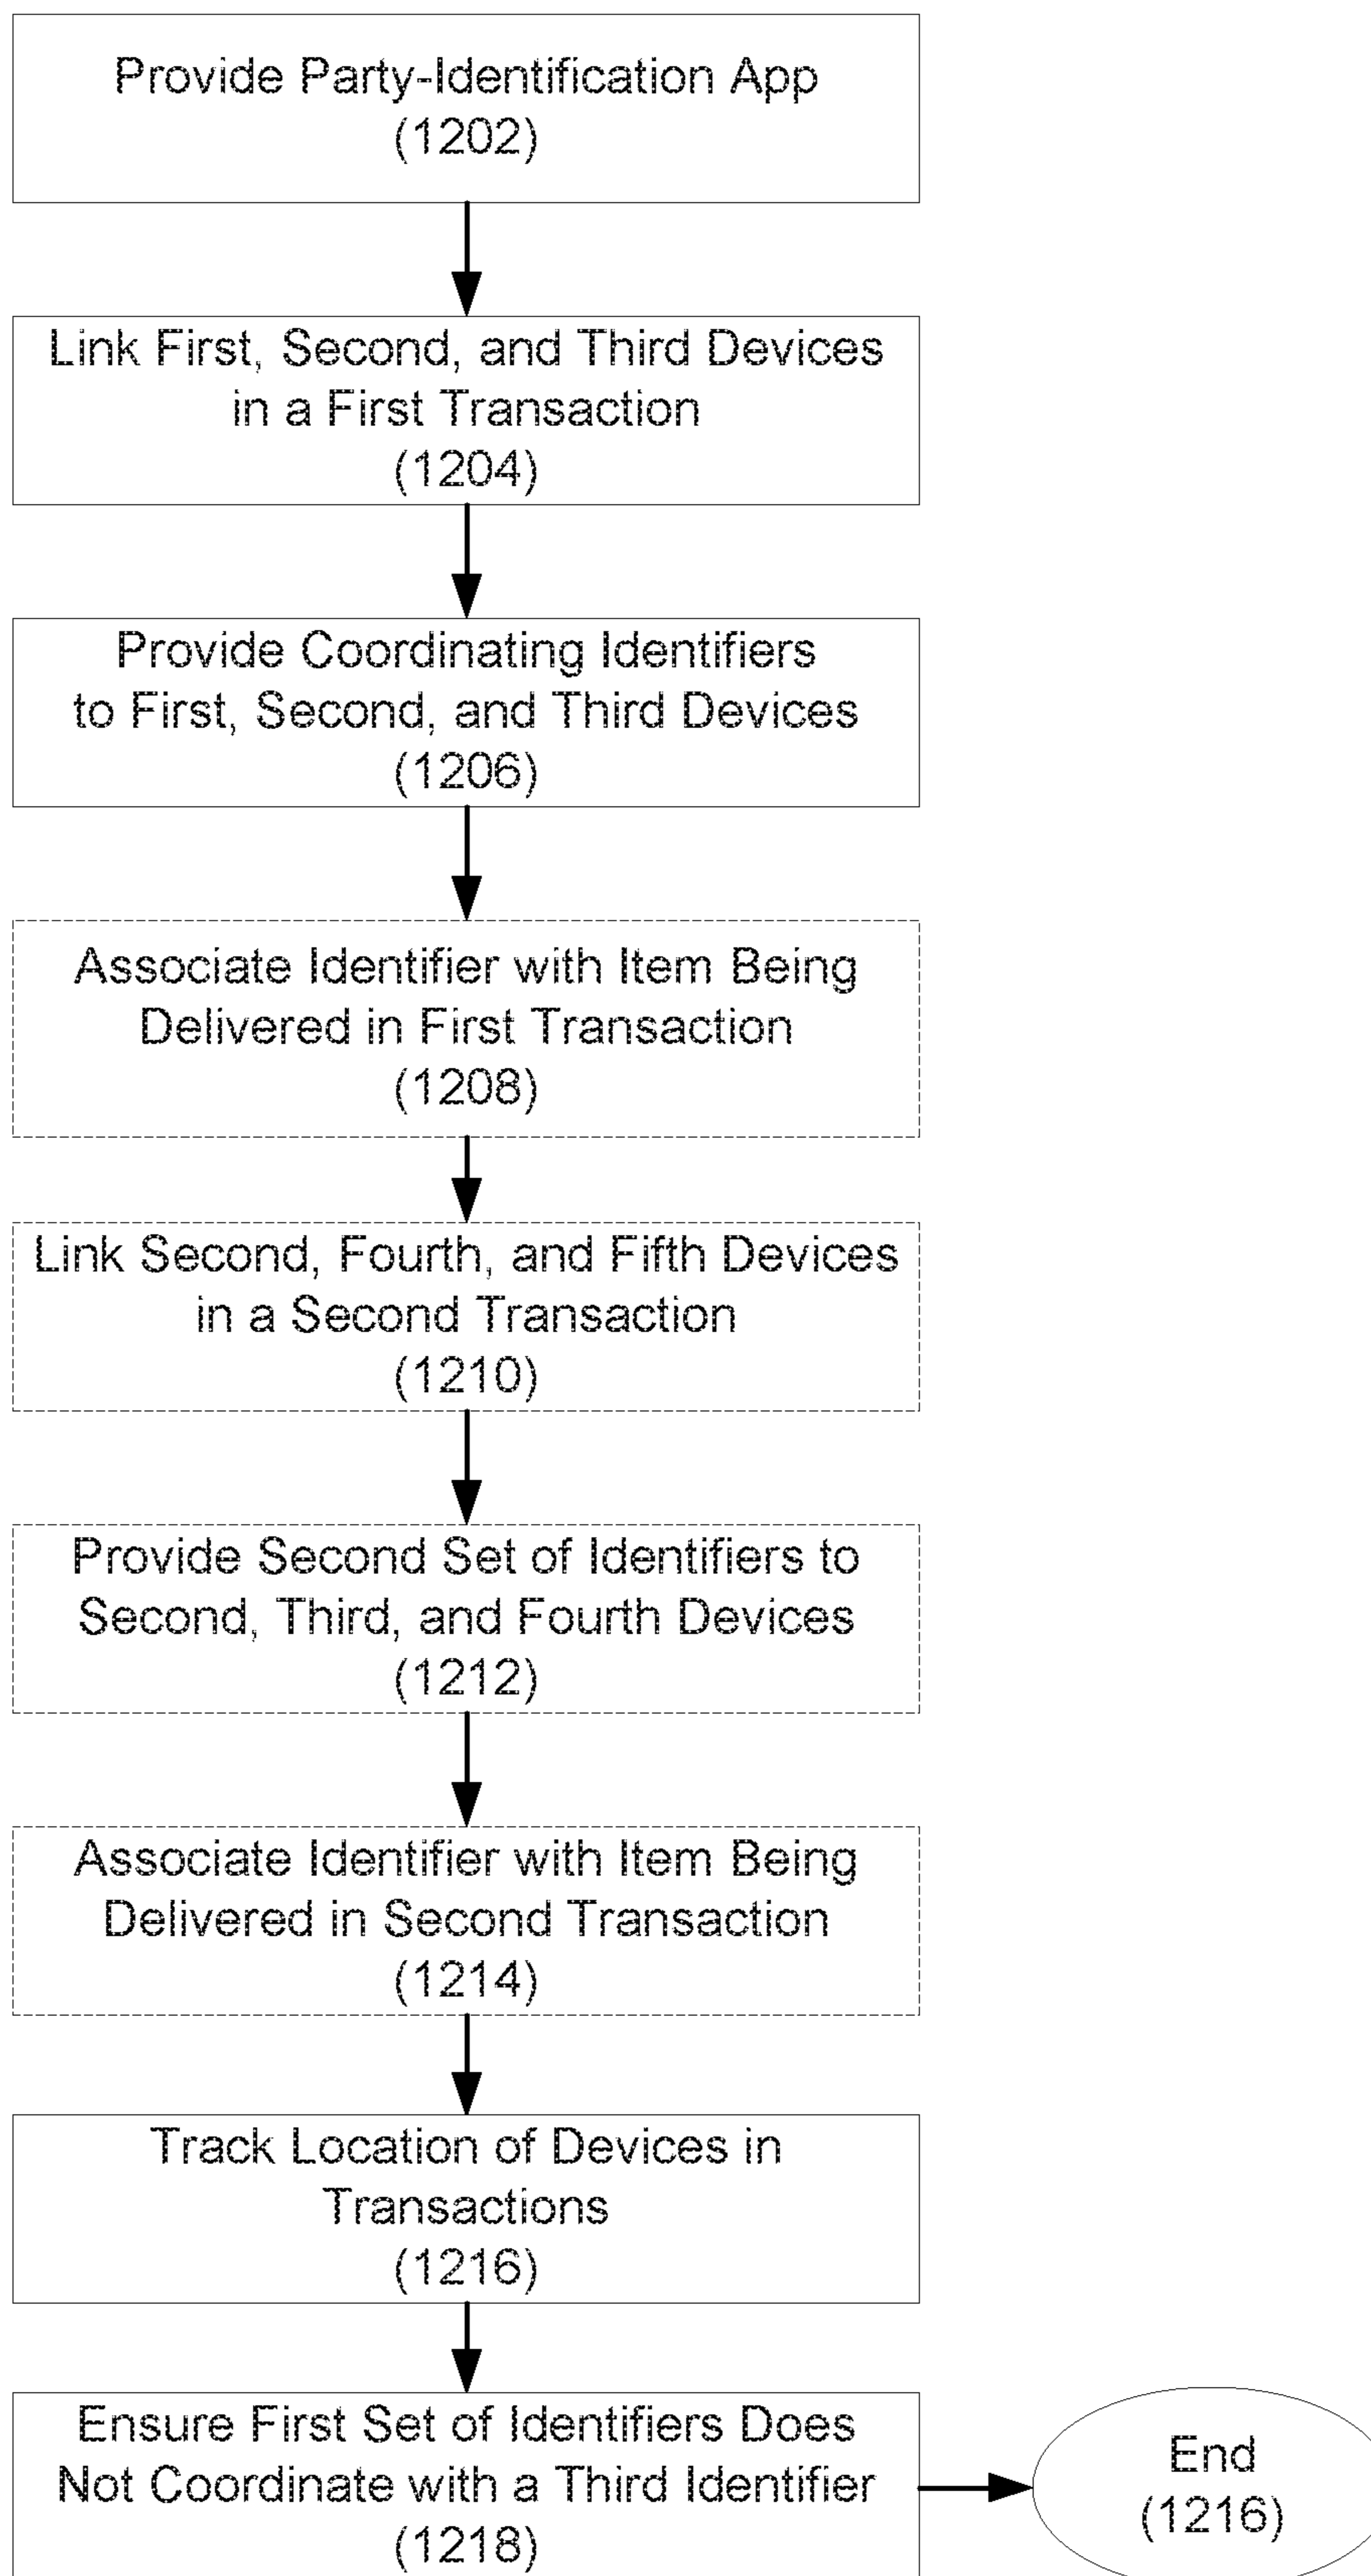 Provide Party-Identification App
(1202)
Link First, Second, and Third Devices
in a First Transaction
(1204)
Provide Coordinating Identifiers
to First, Second, and Third Devices
(1206)
Associate Identifier with Item Being
Delivered in First Transaction
(1208)
Link Second, Fourth, and Fifth Devices
in a Second Transaction
(1210)
Provide Second Set of Identifiers to
Second, Third, and Fourth Devices
(1212)
Associate Identifier with Item Being
Delivered in Second Transaction
(1214)
Track Location of Devices in
Transactions
(1216)
Ensure First Set of Identifiers Does
Not Coordinate with a Third Identifier
(1218)
End
(1216)